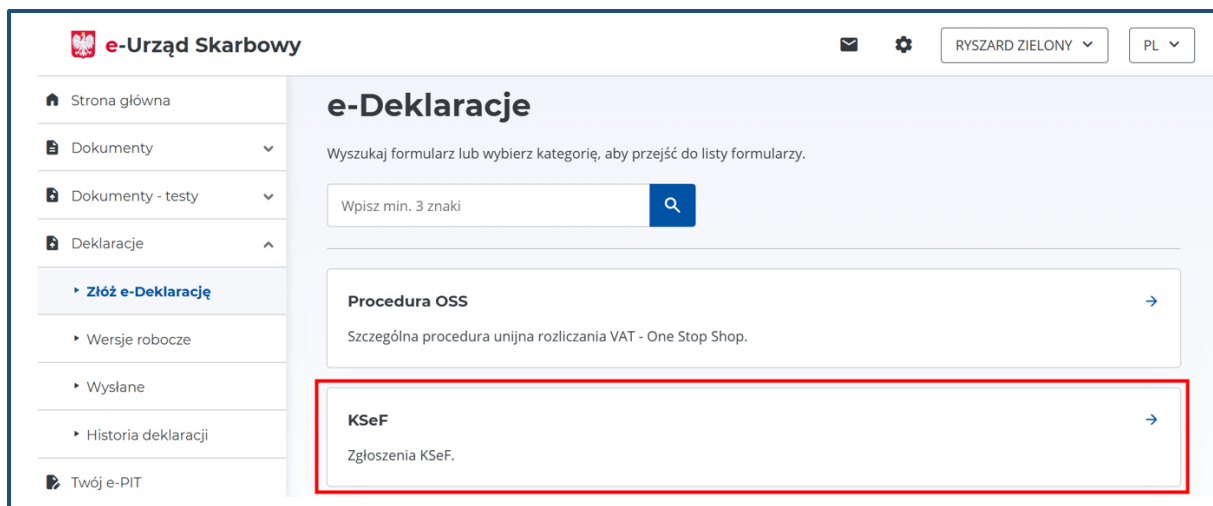 e-Urząd Skarbowy
RYSZARD ZIELONY
PL
Strona główna
Dokumenty
Dokumenty - testy
Deklaracje
Złóż e-Deklarację
Wersje robocze
Wysłane
Historia deklaracji
Twój e-PIT
e-Deklaracje
Wyszukaj formularz lub wybierz kategorię, aby przejść do listy formularzy.
Wpisz min. 3 znaki
Procedura OSS
Szczególna procedura unijna rozliczania VAT - One Stop Shop.
KSeF
Zgłoszenia KSeF.